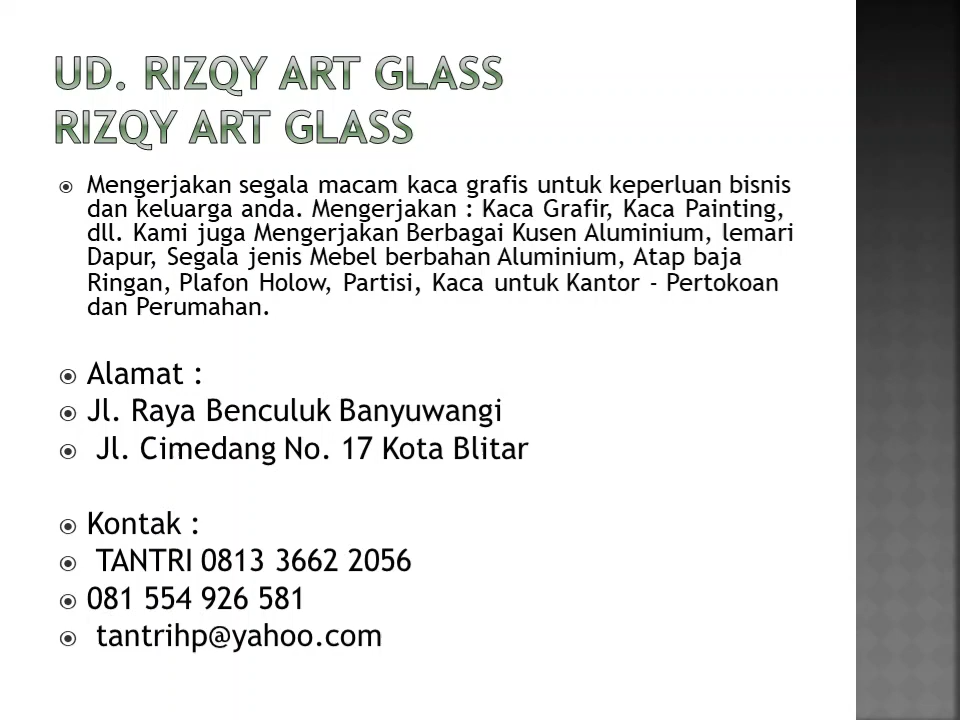 UD. RIZQY ART GLASS
RIZQY ART GLASS
Mengerjakan segala macam kaca grafis untuk keperluan bisnis
dan keluarga anda. Mengerjakan : Kaca Grafir, Kaca Painting,
dll. Kami juga Mengerjakan Berbagai Kusen Aluminium, lemari
Dapur, Segala jenis Mebel berbahan Aluminium, Atap baja
Ringan, Plafon Holow, Partisi, Kaca untuk Kantor - Pertokoan
dan Perumahan.
Alamat :
Jl. Raya Benculuk Banyuwangi
Jl. Cimedang No. 17 Kota Blitar
Kontak :
TANTRI 0813 3662 2056
081 554 926 581
tantrihp@yahoo.com